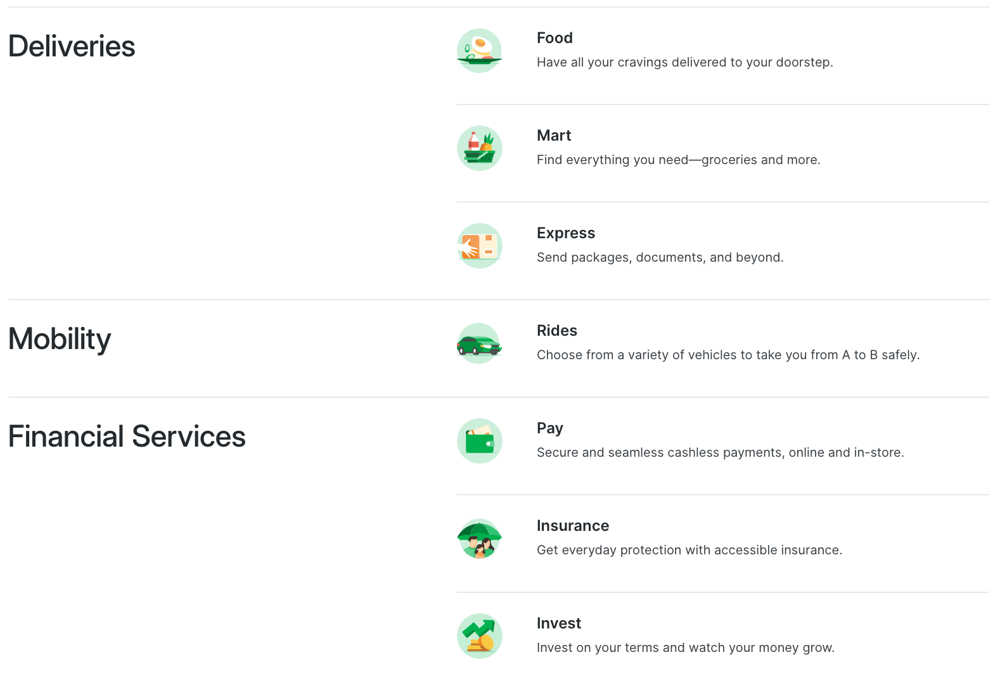 Deliveries
Food
Have all your cravings delivered to your doorstep.
Mart
Find everything you need—groceries and more.
Express
Send packages, documents, and beyond.
Mobility
Rides
Choose from a variety of vehicles to take you from A to B safely.
Financial Services
Pay
Secure and seamless cashless payments, online and in-store.
Insurance
Get everyday protection with accessible insurance.
Invest
Invest on your terms and watch your money grow.